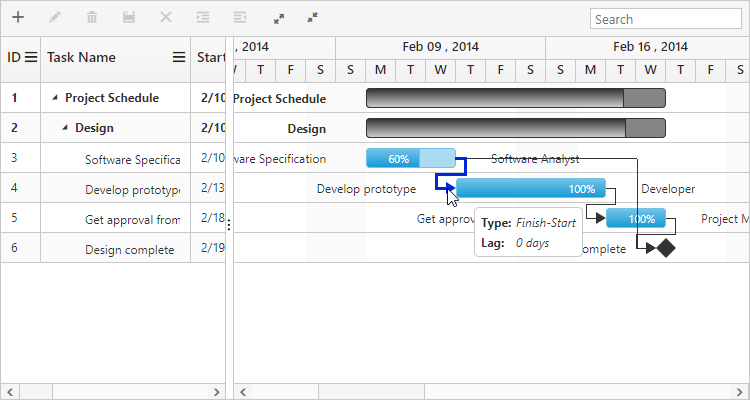 Search
ID Task Name Start
, 2014 Feb 09 , 2014 Feb 16 , 2014
W T F S S M T W T F S S M T W T F S
1 Project Schedule 2/10 Project Schedule
2 Design 2/10 Design
3 Software Specifica 2/10 ware Specification 60% Software Analyst
4 Develop prototype 2/13 Develop prototype 100% Developer
5 Get approval from 2/18 Get approv 100% Project M
Type: Finish-Start
Lag: 0 days
6 Design complete 2/19 omplete